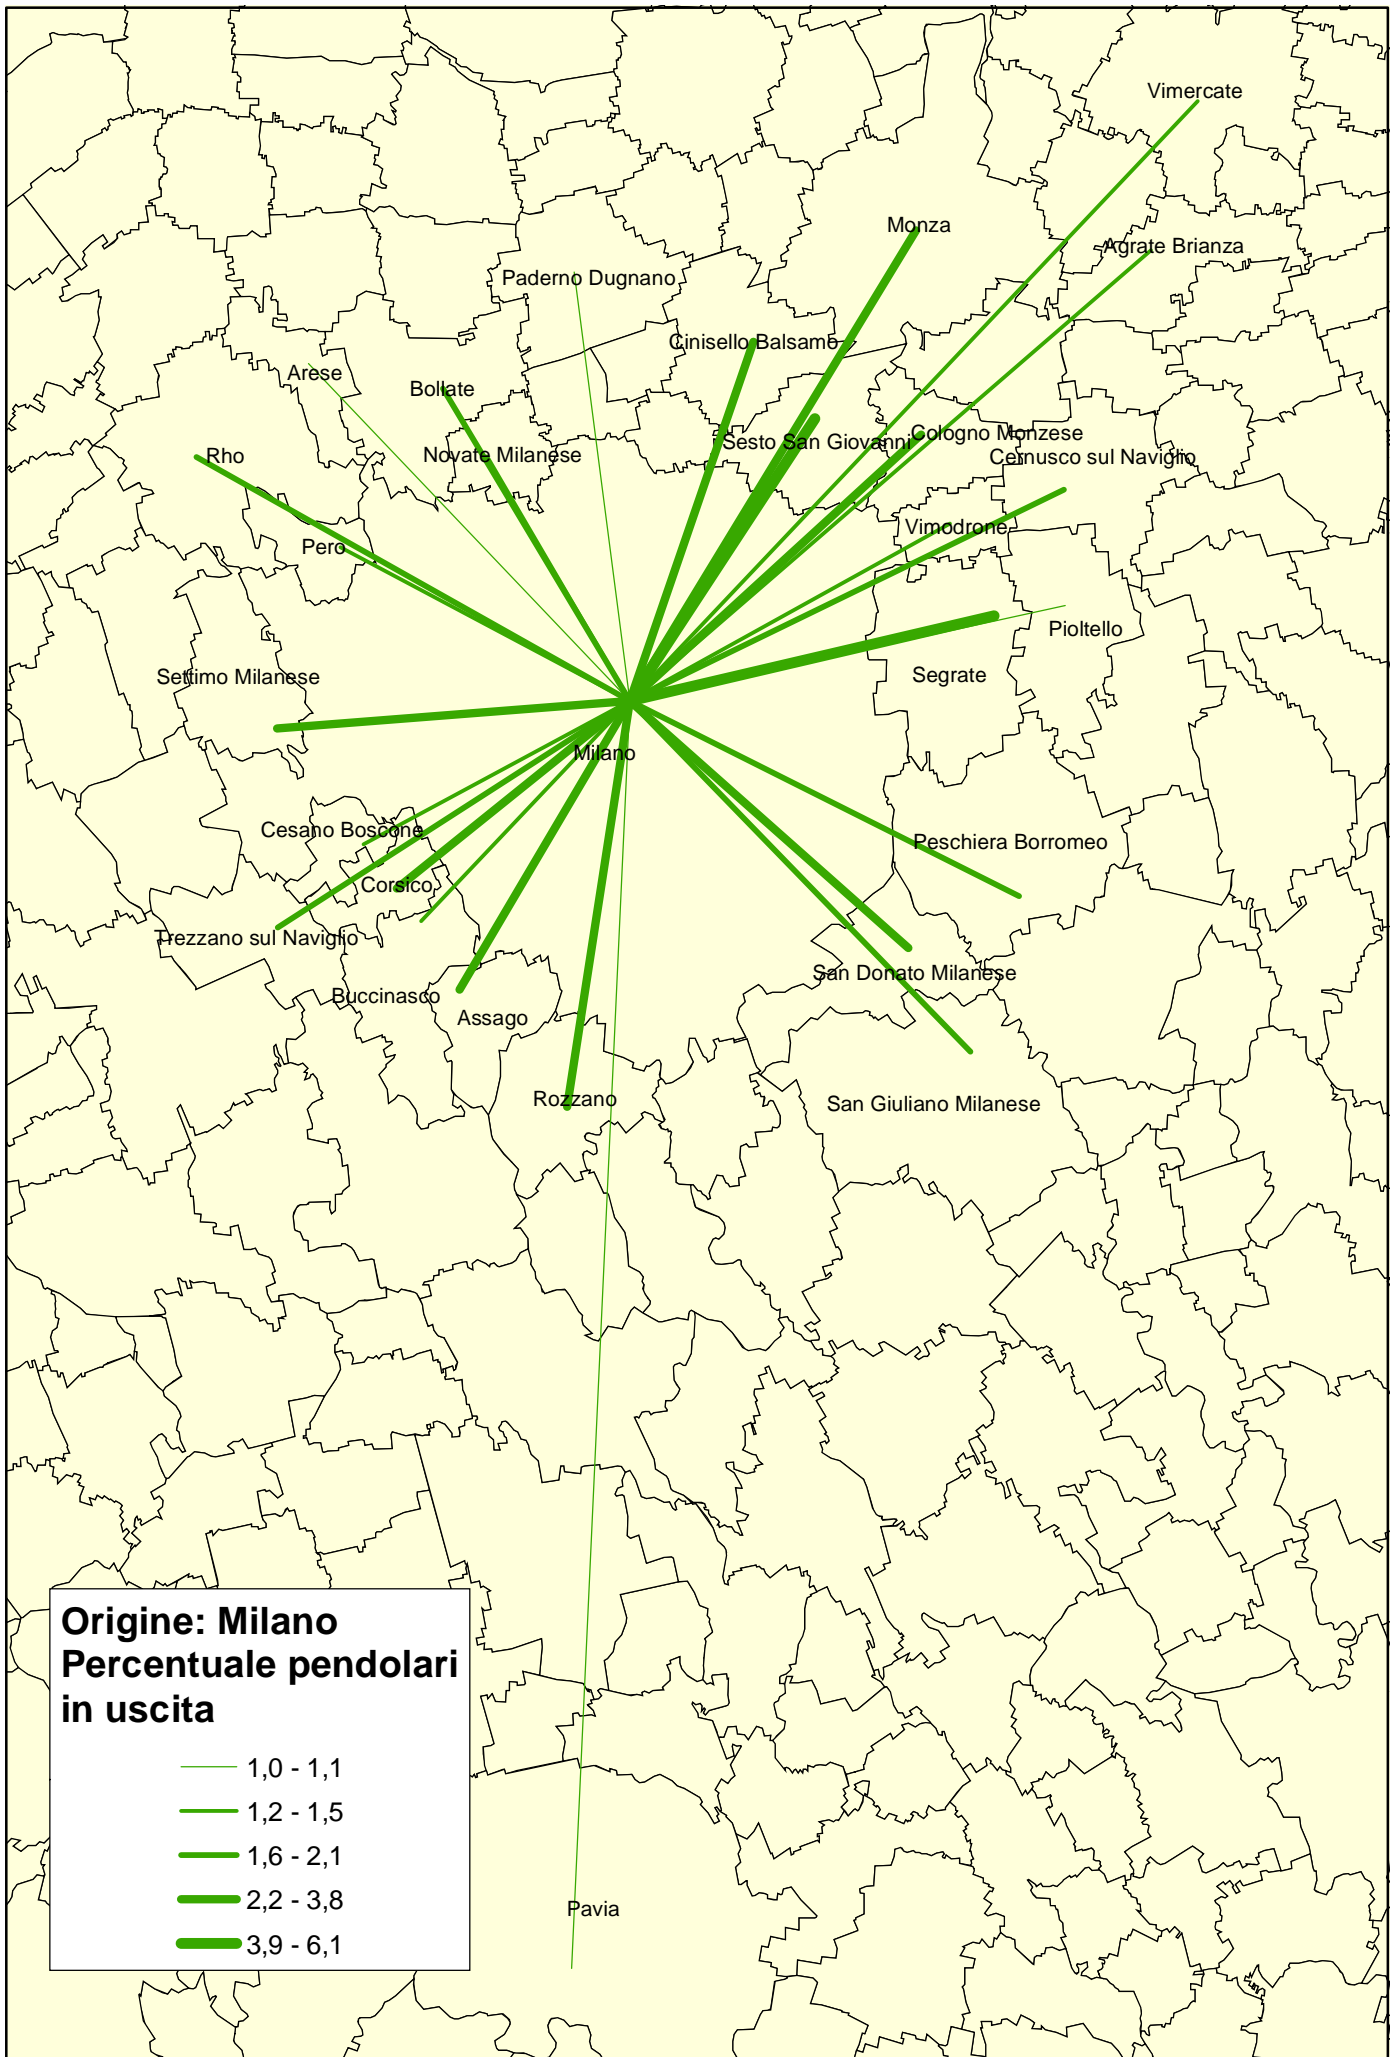 Vimercate
Monza
Agrate Brianza
Paderno Dugnano
Cinisello Balsamo
Arese
Bollate
Sesto San Giovanni
Cologno Monzese
Rho
Novate Milanese
Cernusco sul Naviglio
Vimodrone
Pero
Pioltello
Settimo Milanese
Segrate
Milano
Cesano Boscone
Peschiera Borromeo
Corsico
Trezzano sul Naviglio
San Donato Milanese
Buccinasco
Assago
Rozzano
San Giuliano Milanese
Origine: Milano
Percentuale pendolari
in uscita
1,0 - 1,1
1,2 - 1,5
1,6 - 2,1
2,2 - 3,8
3,9 - 6,1
Pavia